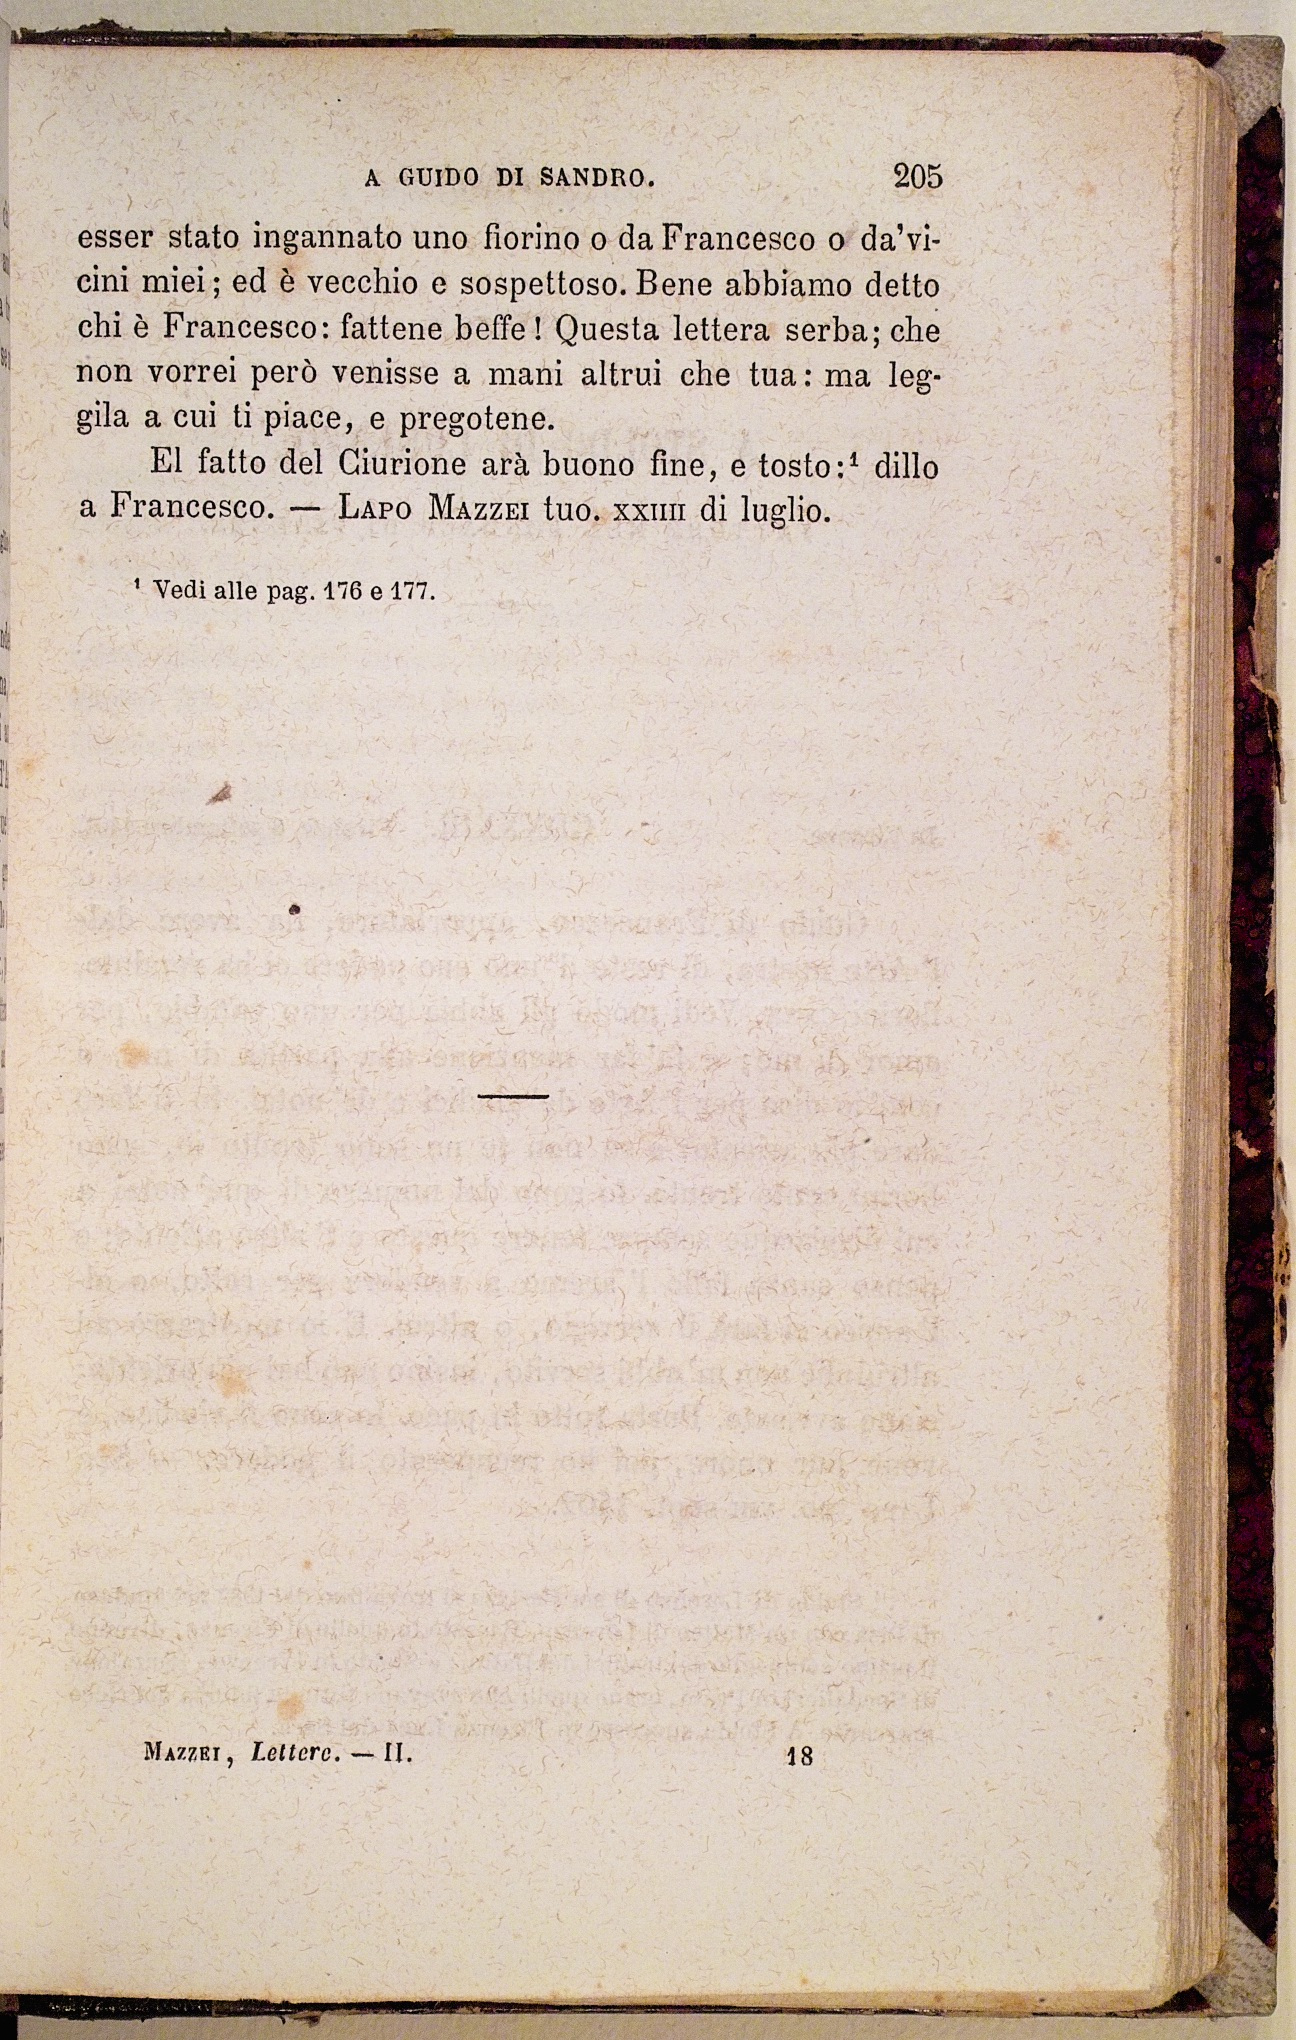 A GUIDO DI SANDRO. 205
esser stato ingannato uno fiorino o da Francesco o da'vi-
cini miei; ed è vecchio e sospettoso. Bene abbiamo detto
chi è Francesco: fattene beffe! Questa lettera serba; che
non vorrei però venisse a mani altrui che tua: ma leg-
gila a cui ti piace, e pregotene.
El fatto del Ciurione arà buono fine, e tosto:¹ dillo
a Francesco. — LAPO MAZZEI tuo. XXIIII di luglio.
¹ Vedi alle pag. 176 e 177.
MAZZEI, Lettere. — II. 18